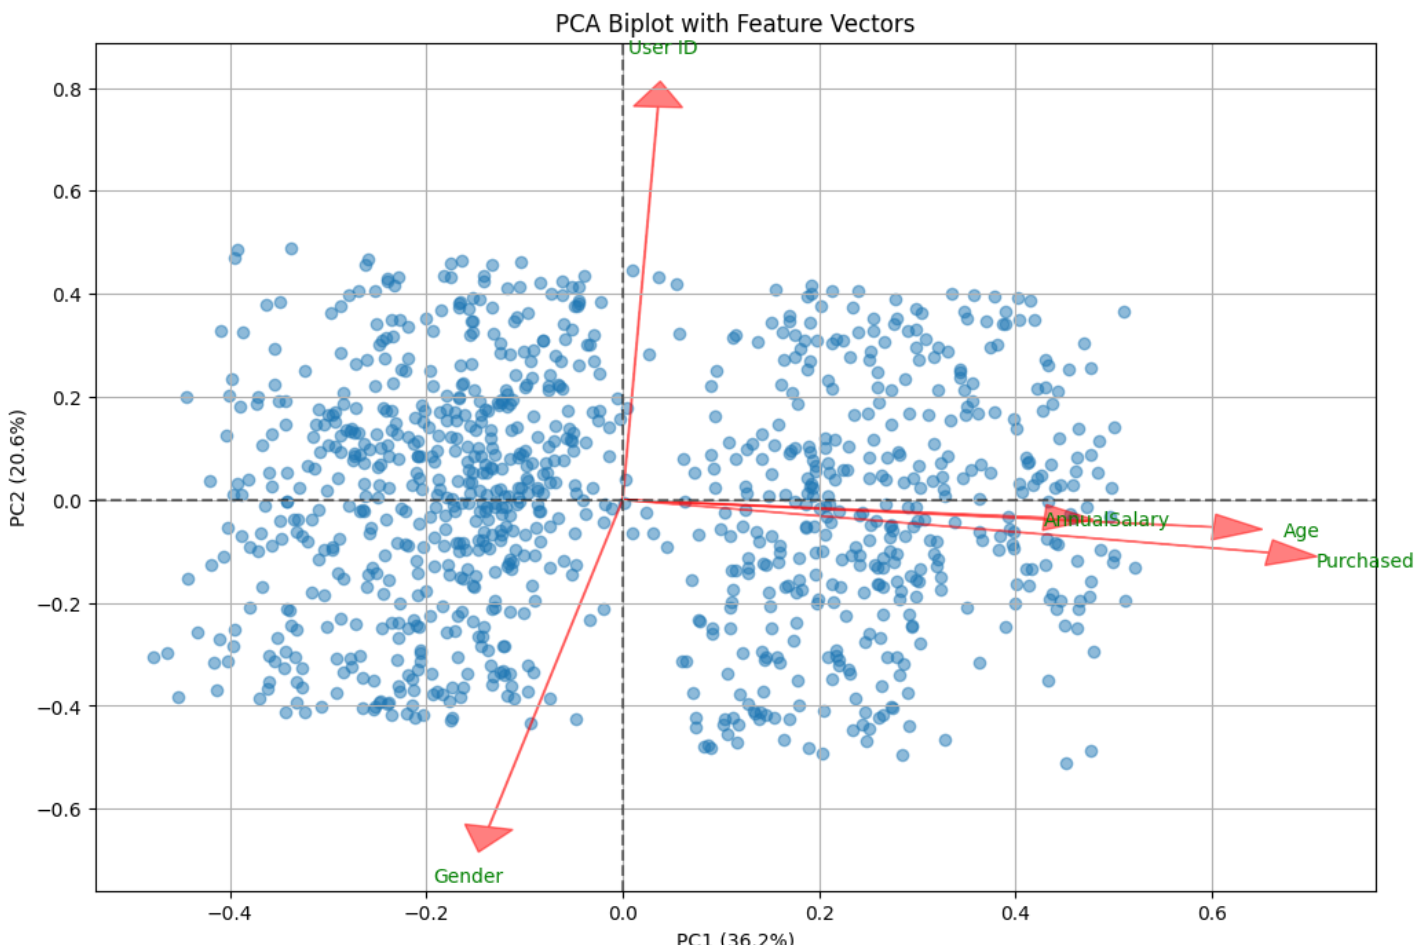 PCA Biplot with Feature Vectors
User ID
0.8
0.6
0.4
0.2
0.0
−0.2
−0.4
−0.6
PC2 (20.6%)
AnnualSalary
Age
Purchased
Gender
−0.4
−0.2
0.0
0.2
0.4
0.6
PC1 (36.2%)